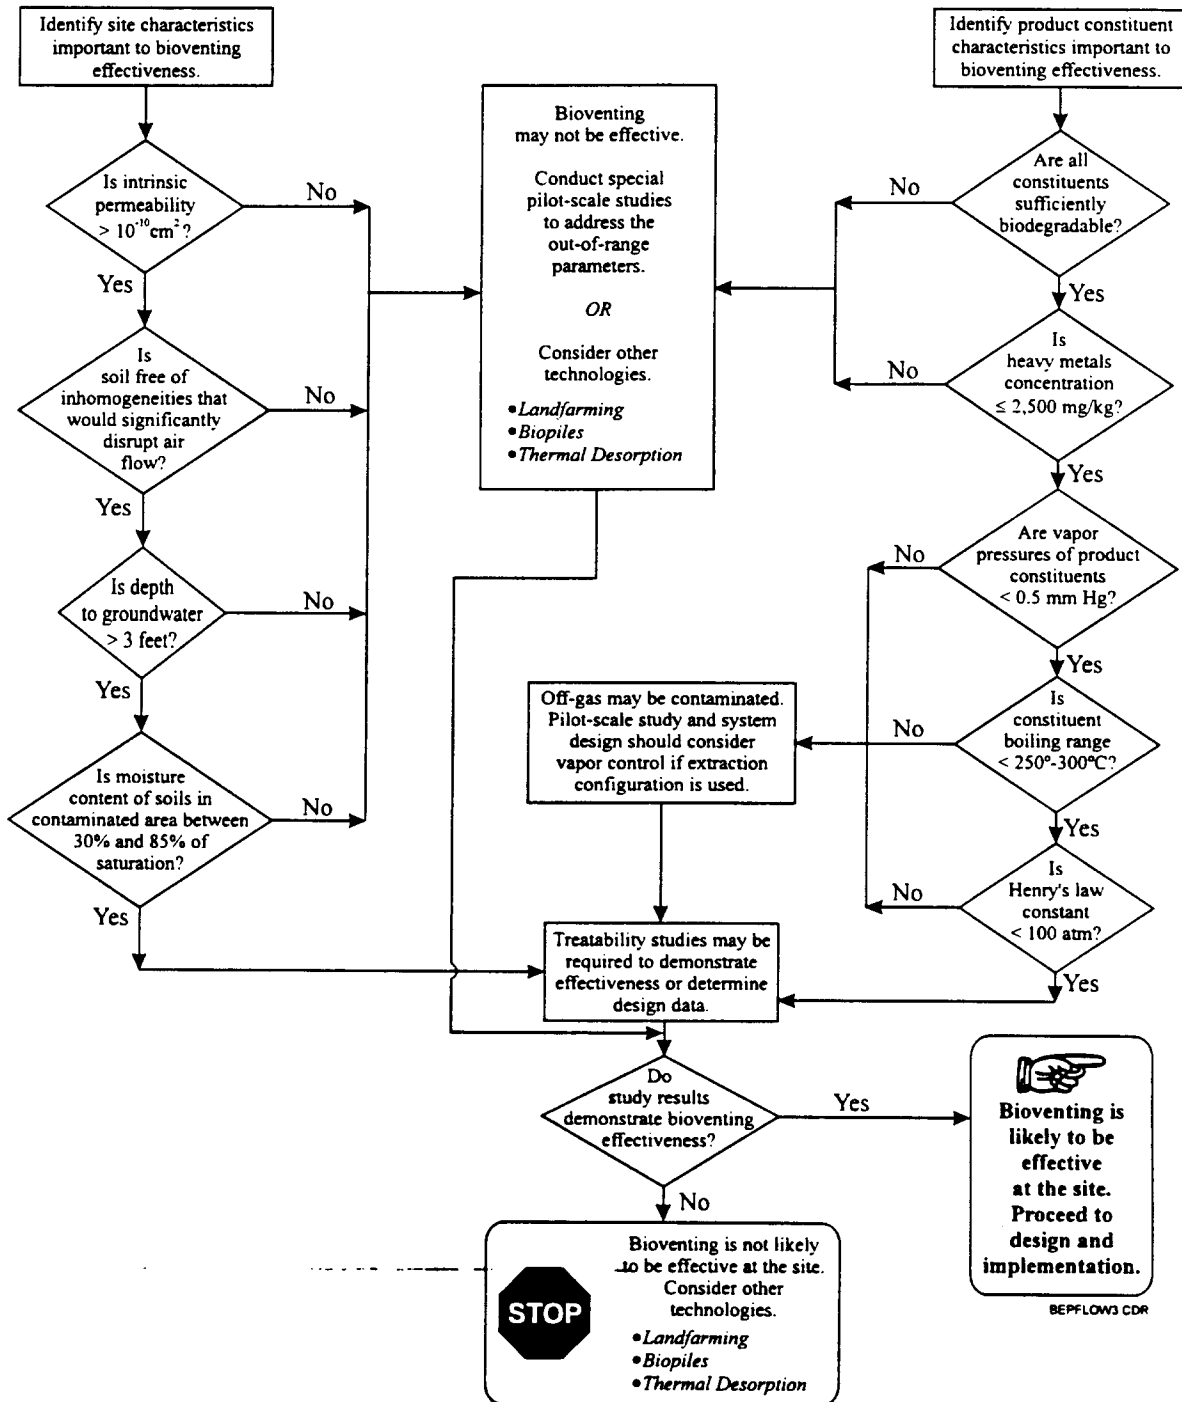 Identify site characteristics
important to bioventing
effectiveness.
Is intrinsic
permeability
> 10⁻¹⁰cm²?
No
Yes
Is
soil free of
inhomogeneities that
would significantly
disrupt air
flow?
No
Yes
Is depth
to groundwater
> 3 feet?
No
Yes
Is moisture
content of soils in
contaminated area between
30% and 85% of
saturation?
No
Yes
Bioventing
may not be effective.
Conduct special
pilot-scale studies
to address the
out-of-range
parameters.
OR
Consider other
technologies.
•Landfarming
•Biopiles
•Thermal Desorption
Identify product constituent
characteristics important to
bioventing effectiveness.
Are all
constituents
sufficiently
biodegradable?
No
Yes
Is
heavy metals
concentration
≤ 2,500 mg/kg?
No
Yes
Are vapor
pressures of product
constituents
< 0.5 mm Hg?
No
Yes
Is
constituent
boiling range
< 250º-300ºC?
No
Yes
Is
Henry's law
constant
< 100 atm?
No
Yes
Off-gas may be contaminated.
Pilot-scale study and system
design should consider
vapor control if extraction
configuration is used.
Treatability studies may be
required to demonstrate
effectiveness or determine
design data.
Do
study results
demonstrate bioventing
effectiveness?
Yes
No
Bioventing is
likely to be
effective
at the site.
Proceed to
design and
implementation.
BEPFLOW3 CDR
STOP
Bioventing is not likely
to be effective at the site.
Consider other
technologies.
•Landfarming
•Biopiles
•Thermal Desorption